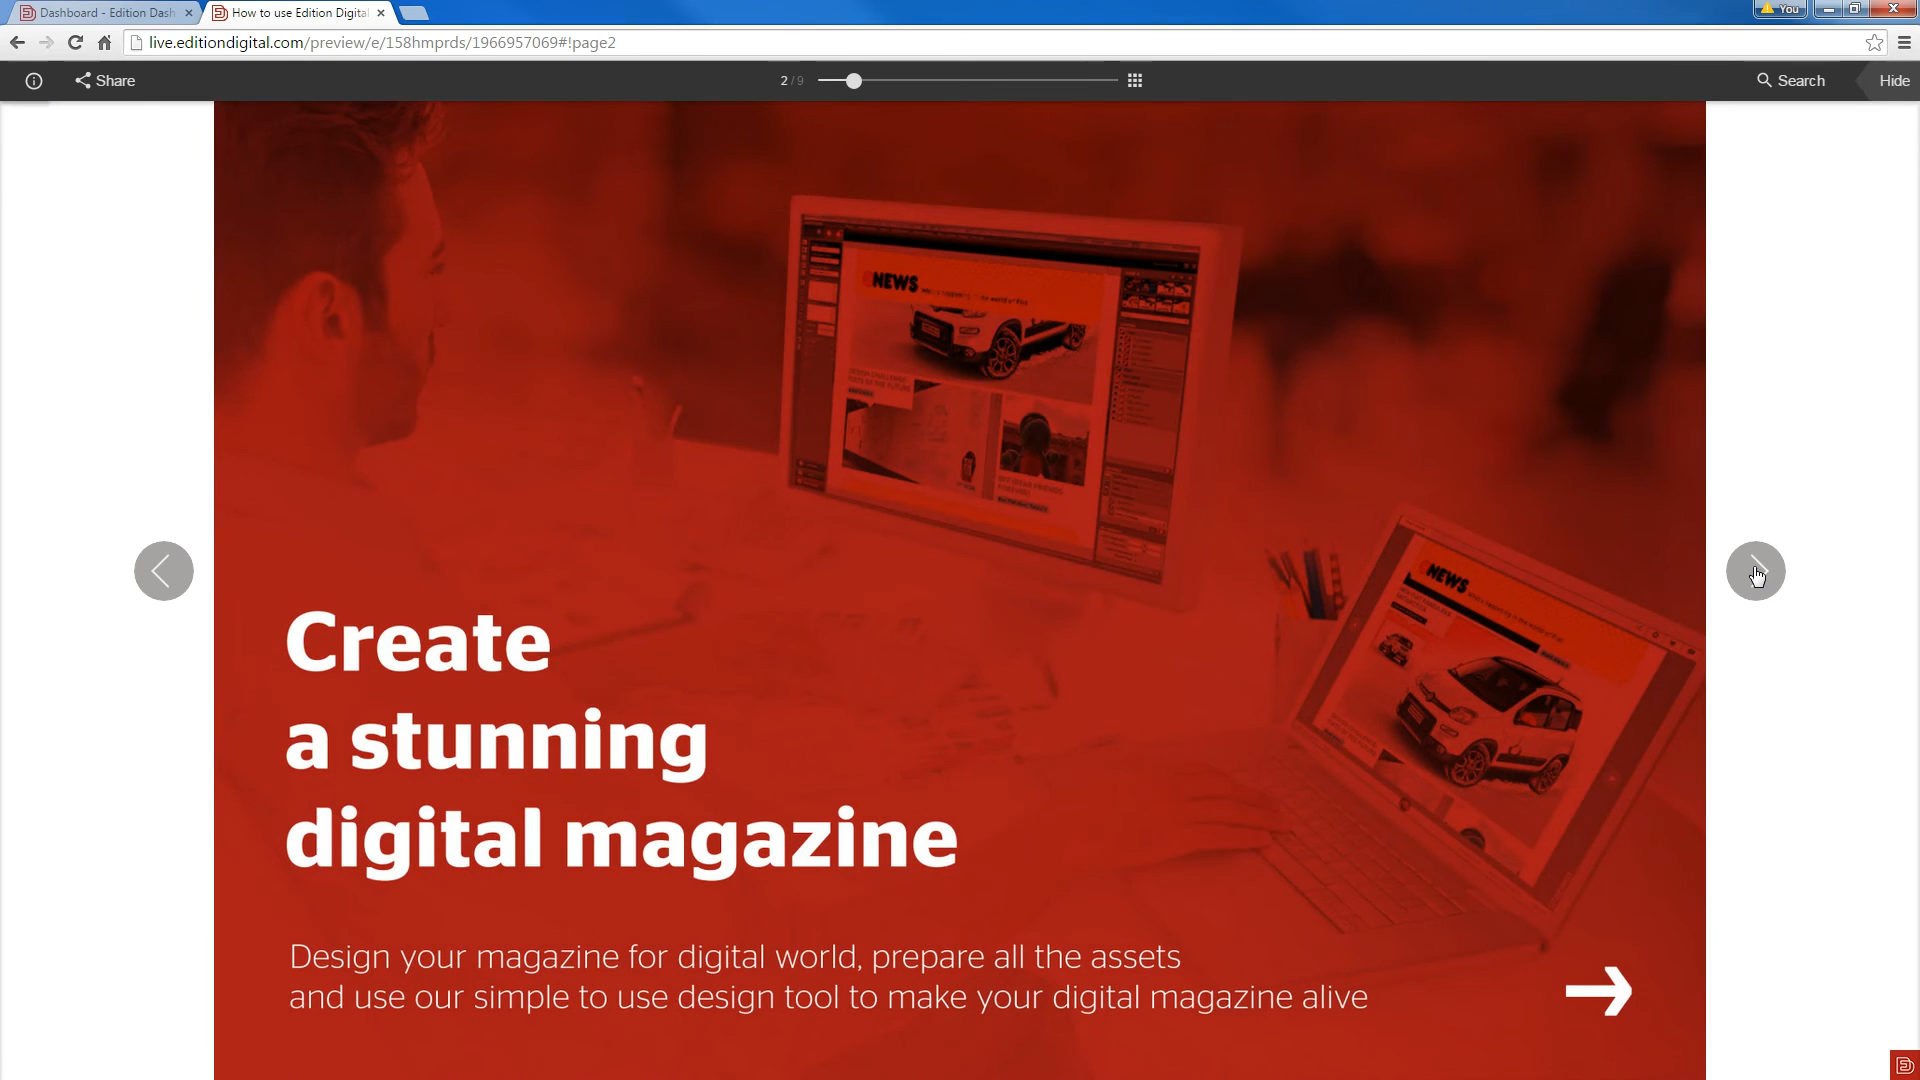 Dashboard - Edition Dash
How to use Edition Digital
You
live.editiondigital.com/preview/e/158hmprds/1966957069#!page2
Share
2 / 9
Search
Hide
NEWS
NEWS
Create
a stunning
digital magazine
Design your magazine for digital world, prepare all the assets
and use our simple to use design tool to make your digital magazine alive